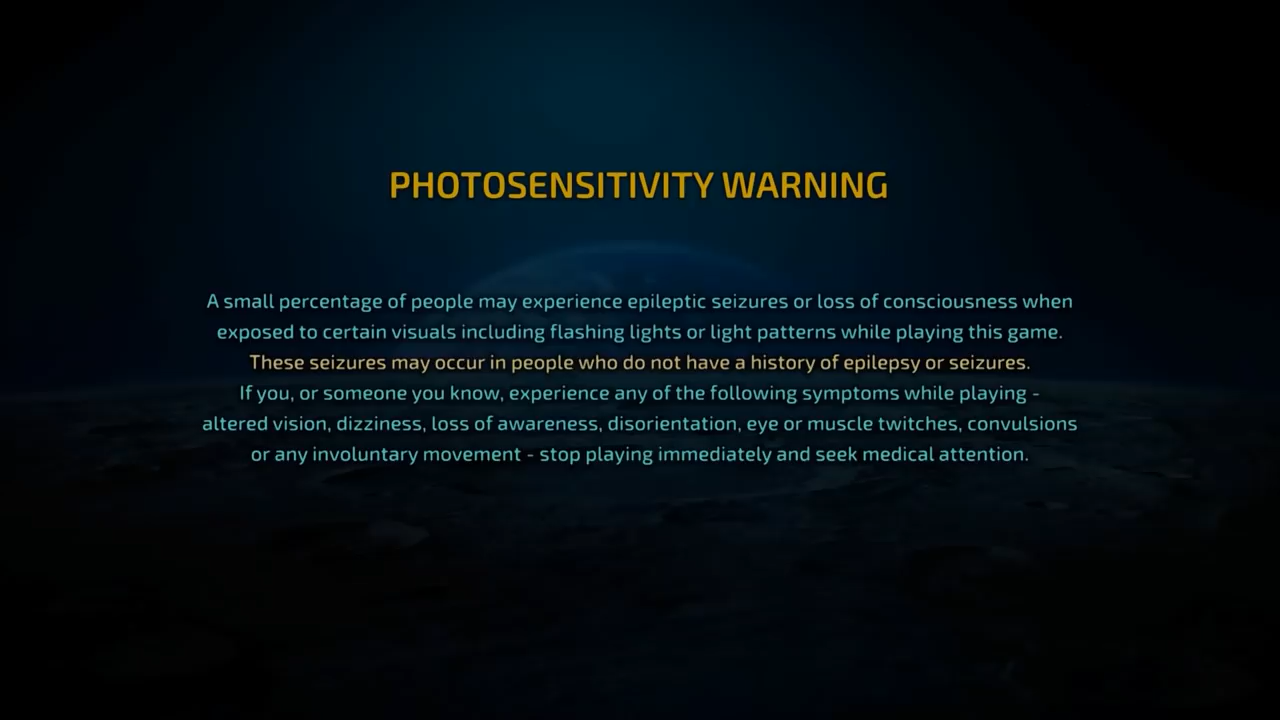 PHOTOSENSITIVITY WARNING
A small percentage of people may experience epileptic seizures or loss of consciousness when
exposed to certain visuals including flashing lights or light patterns while playing this game.
These seizures may occur in people who do not have a history of epilepsy or seizures.
If you, or someone you know, experience any of the following symptoms while playing -
altered vision, dizziness, loss of awareness, disorientation, eye or muscle twitches, convulsions
or any involuntary movement - stop playing immediately and seek medical attention.